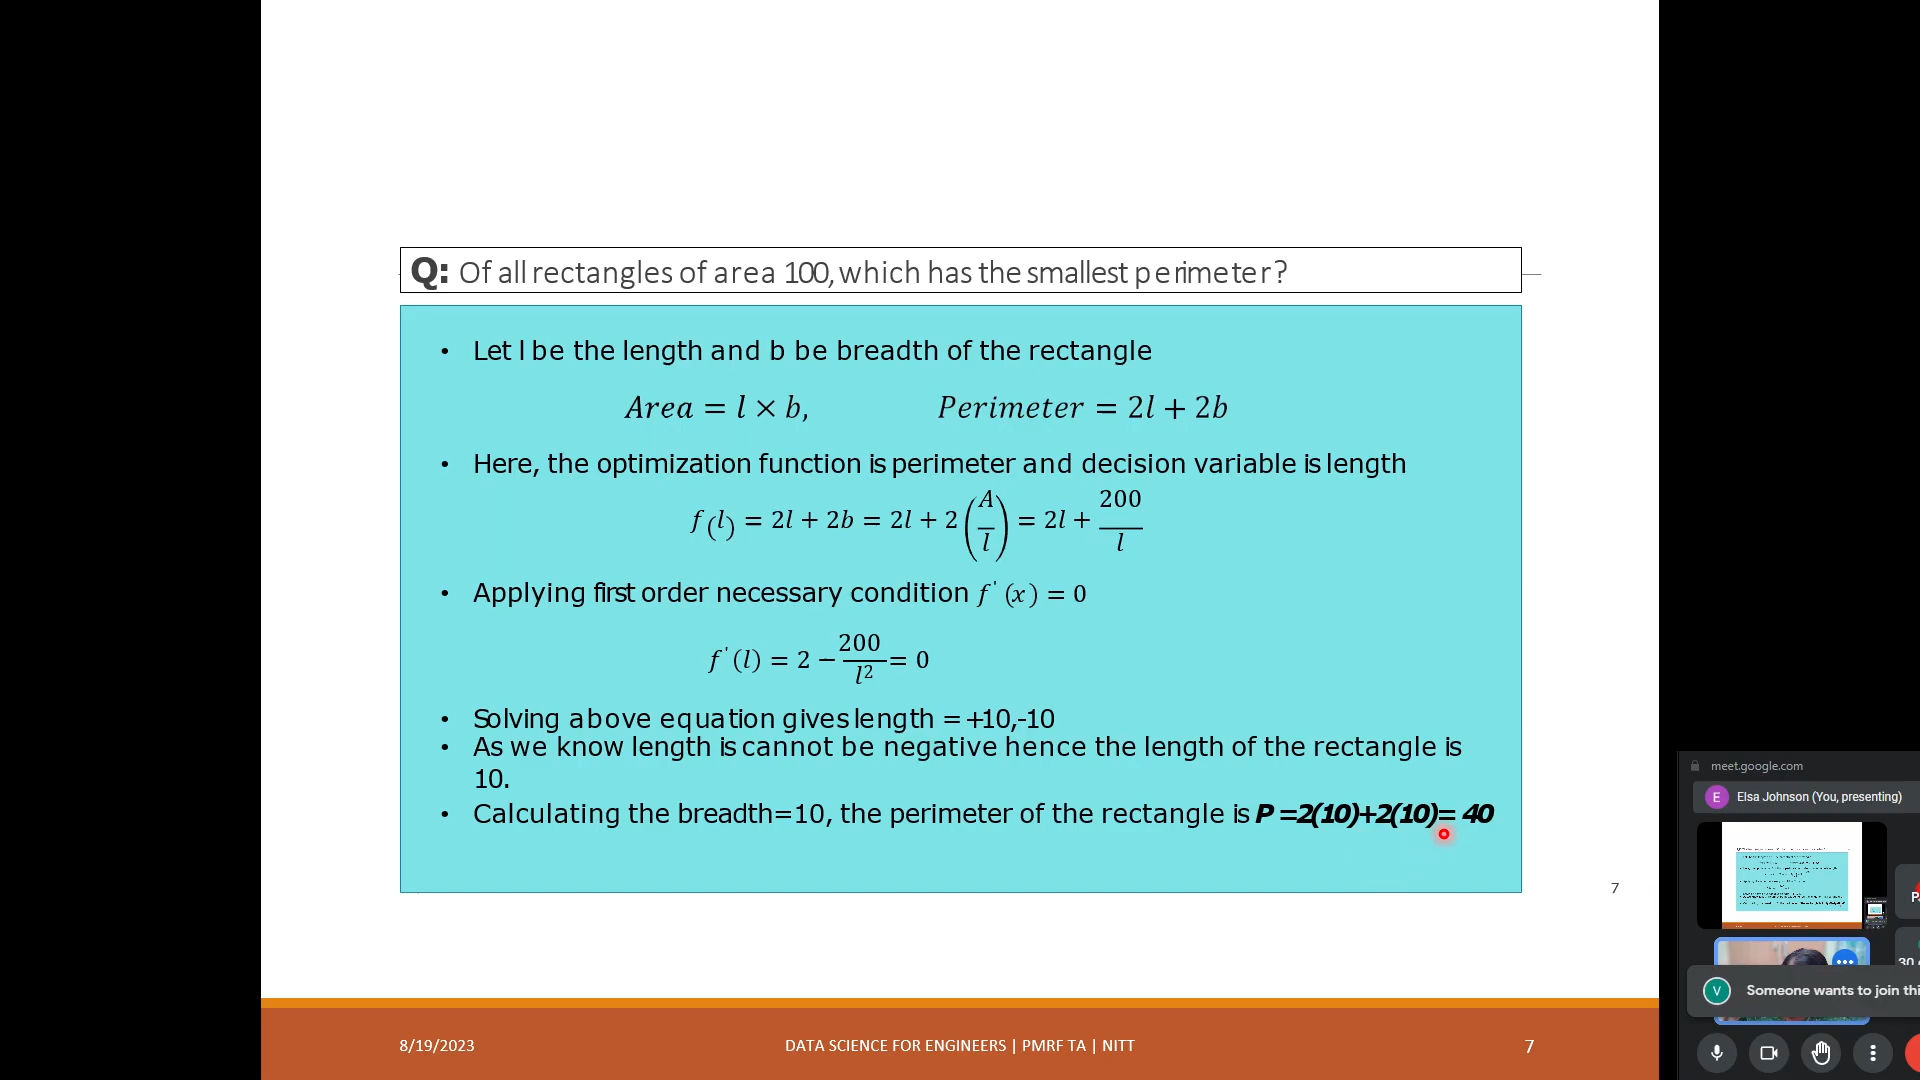 Q: Of all rectangles of area 100, which has the smallest perimeter?
• Let l be the length and b be breadth of the rectangle
Area = l × b, Perimeter = 2l + 2b
• Here, the optimization function is perimeter and decision variable is length
f(l) = 2l + 2b = 2l + 2(A/l) = 2l + 200/l
• Applying first order necessary condition f'(x) = 0
f'(l) = 2 − 200/l² = 0
• Solving above equation gives length = +10,-10
• As we know length is cannot be negative hence the length of the rectangle is
10.
• Calculating the breadth=10, the perimeter of the rectangle is P =2(10)+2(10)= 40
7
8/19/2023 DATA SCIENCE FOR ENGINEERS | PMRF TA | NITT 7
meet.google.com
E Elsa Johnson (You, presenting)
P
30
V Someone wants to join thi